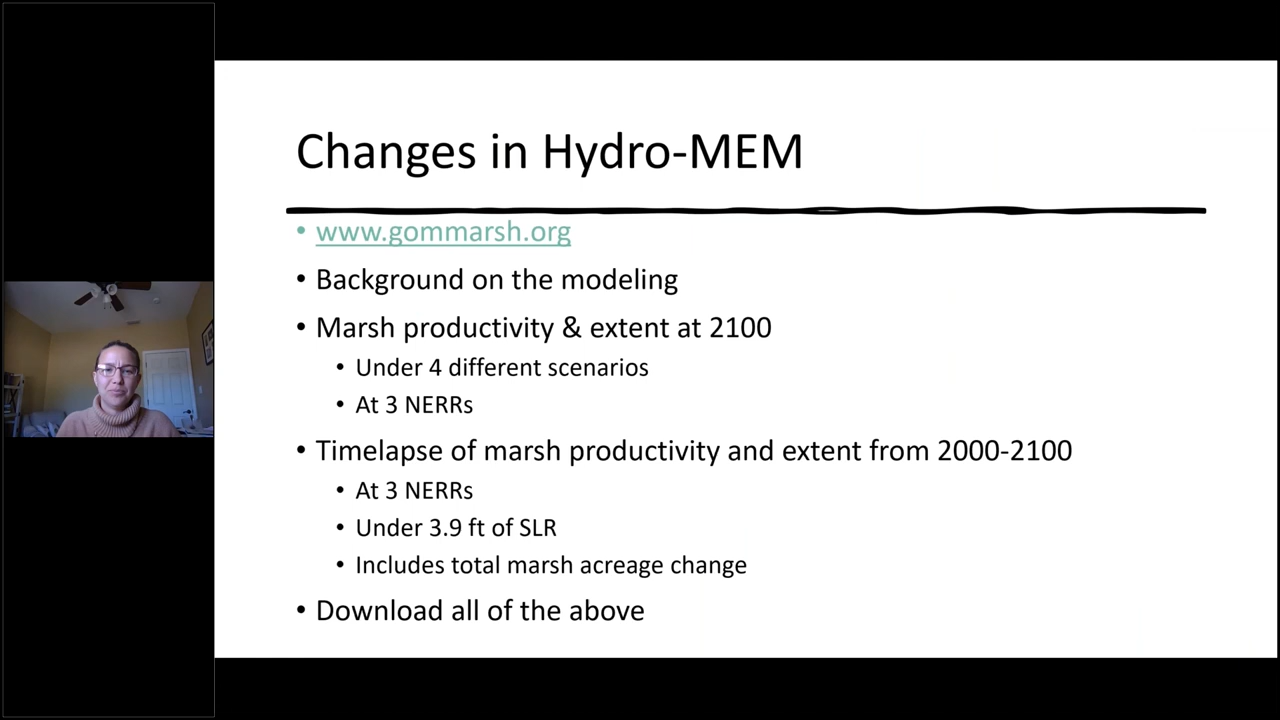 Changes in Hydro-MEM
• www.gommarsh.org
• Background on the modeling
• Marsh productivity & extent at 2100
• Under 4 different scenarios
• At 3 NERRs
• Timelapse of marsh productivity and extent from 2000-2100
• At 3 NERRs
• Under 3.9 ft of SLR
• Includes total marsh acreage change
• Download all of the above